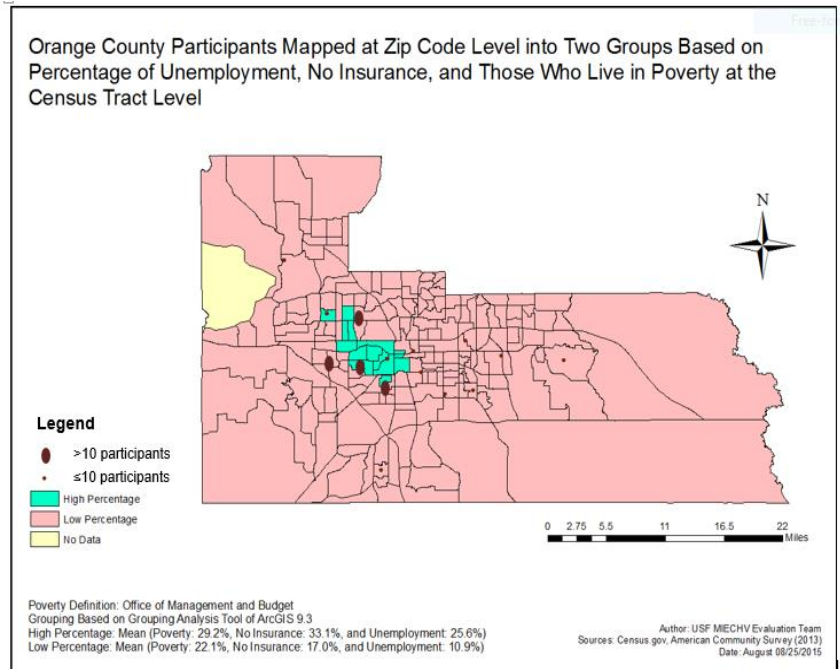 Orange County Participants Mapped at Zip Code Level into Two Groups Based on
Percentage of Unemployment, No Insurance, and Those Who Live in Poverty at the
Census Tract Level
N
Legend
>10 participants
≤10 participants
High Percentage
Low Percentage
No Data
0 2.75 5.5 11 16.5 22
Miles
Poverty Definition: Office of Management and Budget
Grouping Based on Grouping Analysis Tool of ArcGIS 9.3
High Percentage: Mean (Poverty: 29.2%, No Insurance: 33.1%, and Unemployment: 25.6%)
Low Percentage: Mean (Poverty: 22.1%, No Insurance: 17.0%, and Unemployment: 10.9%)
Author: USF MIECHV Evaluation Team
Sources: Census.gov, American Community Survey (2013)
Date: August 08/25/2015